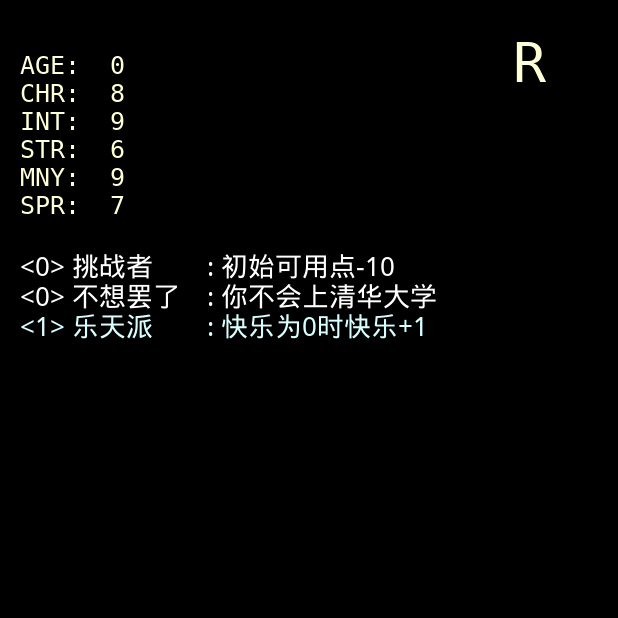 R
AGE: 0
CHR: 8
INT: 9
STR: 6
MNY: 9
SPR: 7
<0> 挑战者 : 初始可用点-10
<0> 不想罢了 : 你不会上清华大学
<1> 乐天派 : 快乐为0时快乐+1